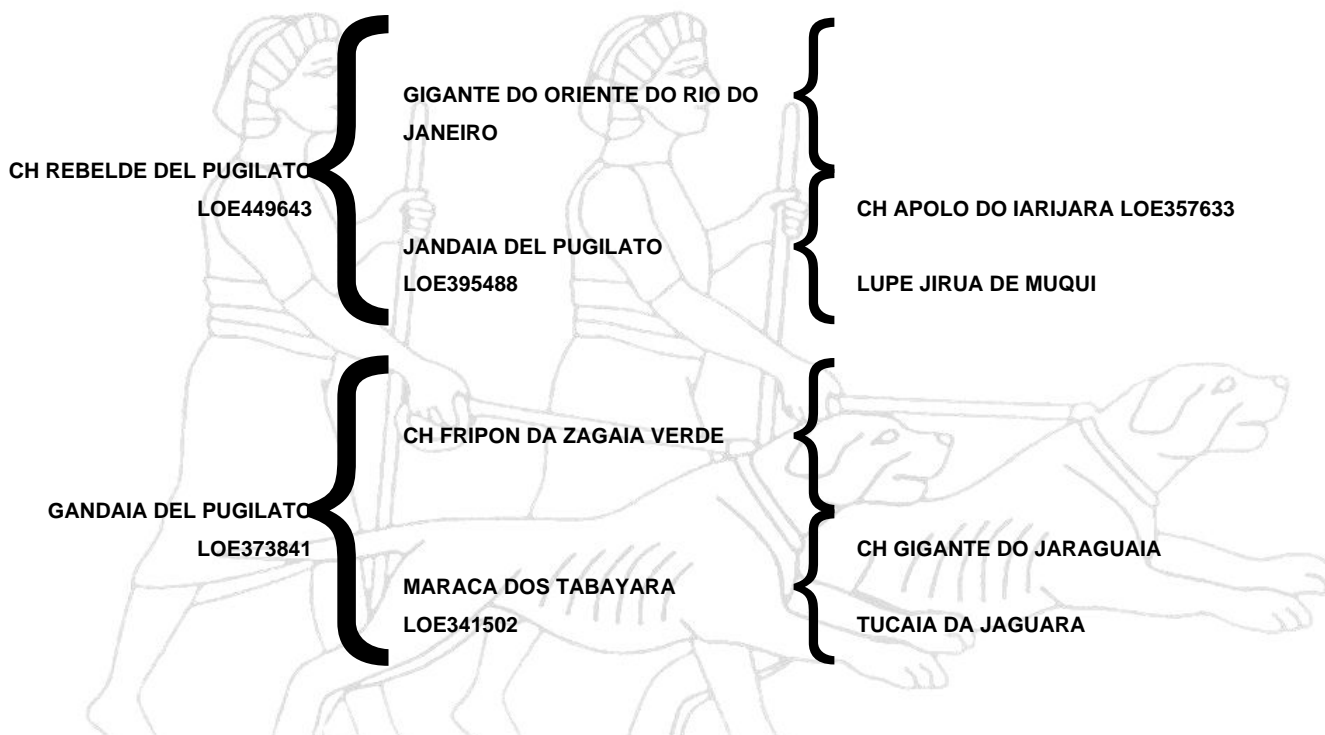 CH REBELDE DEL PUGILATO
LOE449643
GIGANTE DO ORIENTE DO RIO DO
JANEIRO
JANDAIA DEL PUGILATO
LOE395488
CH APOLO DO IARIJARA LOE357633
LUPE JIRUA DE MUQUI
GANDAIA DEL PUGILATO
LOE373841
CH FRIPON DA ZAGAIA VERDE
MARACA DOS TABAYARA
LOE341502
CH GIGANTE DO JARAGUAIA
TUCAIA DA JAGUARA